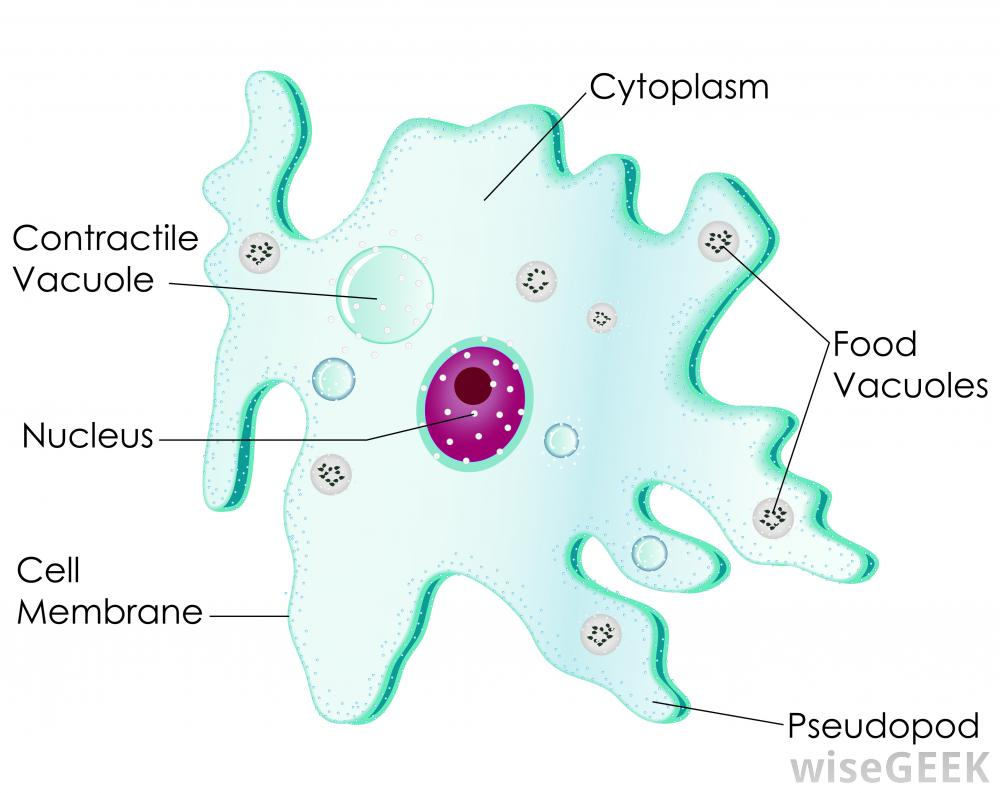 Cytoplasm
Contractile
Vacuole
Food
Vacuoles
Nucleus
Cell
Membrane
Pseudopod
wiseGEEK